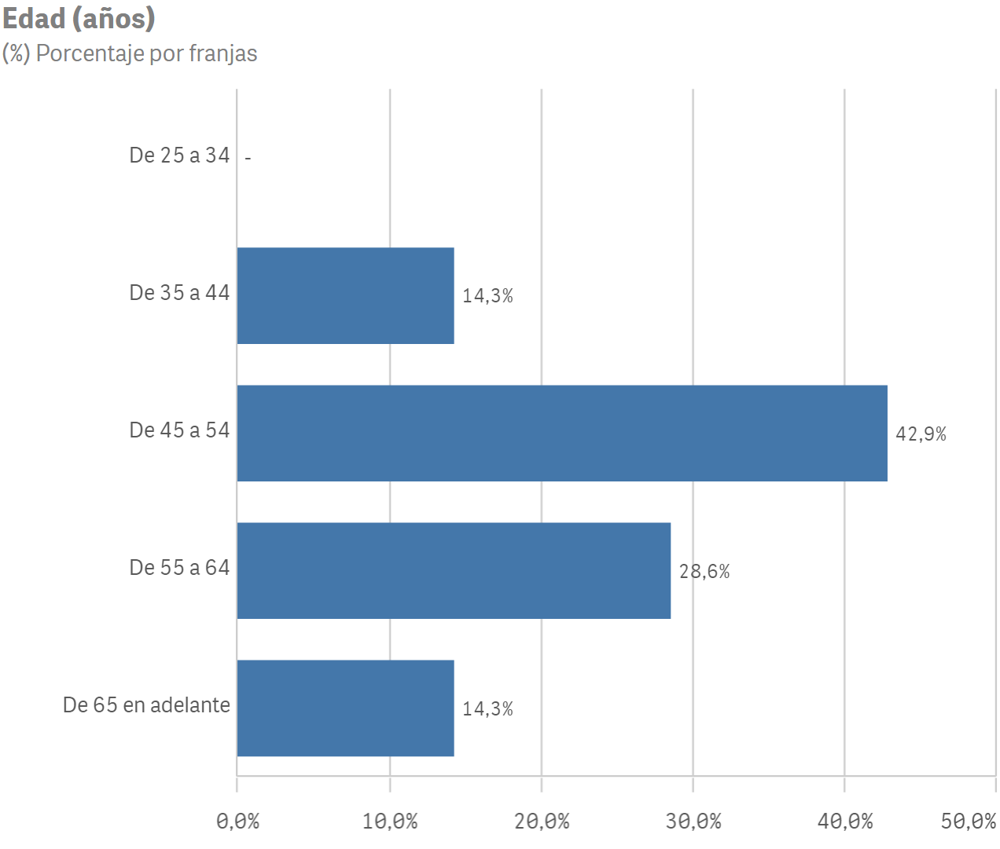 Edad (años)
(%) Porcentaje por franjas
De 25 a 34 -
De 35 a 44 14,3%
De 45 a 54 42,9%
De 55 a 64 28,6%
De 65 en adelante 14,3%
0,0% 10,0% 20,0% 30,0% 40,0% 50,0%